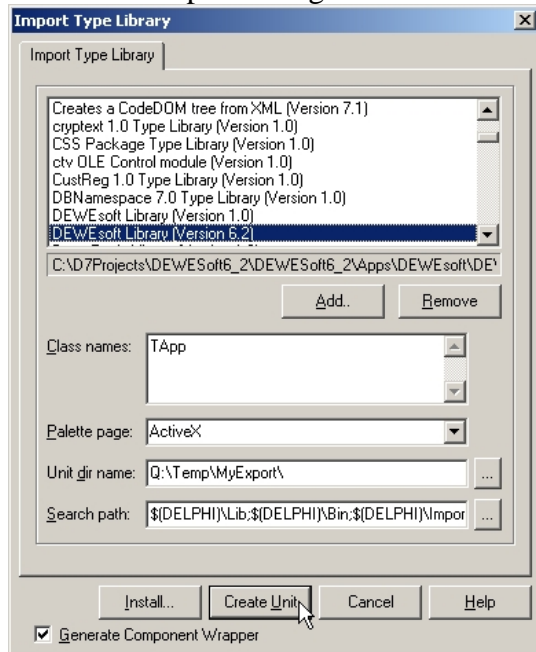 Import Type Library
Import Type Library
Creates a CodeDOM tree from XML (Version 7.1)
cryptext 1.0 Type Library (Version 1.0)
CSS Package Type Library (Version 1.0)
ctv OLE Control module (Version 1.0)
CustReg 1.0 Type Library (Version 1.0)
DBNamespace 7.0 Type Library (Version 1.0)
DEWEsoft Library (Version 1.0)
DEWEsoft Library (Version 6.2)
C:\D7Projects\DEWESoft6_2\DEWESoft6_2\Apps\DEWEsoft\DE
Add.. Remove
Class names: TApp
Palette page: ActiveX
Unit dir name: Q:\Temp\MyExport\ ...
Search path: $(DELPHI)\Lib;$(DELPHI)\Bin;$(DELPHI)\Impor ...
Install... Create Unit Cancel Help
Generate Component Wrapper